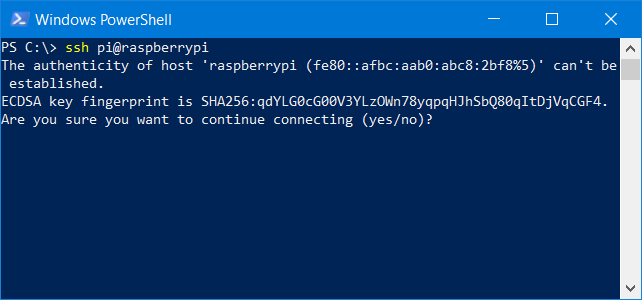 Windows PowerShell
PS C:\> ssh pi@raspberrypi
The authenticity of host 'raspberrypi (fe80::afbc:aab0:abc8:2bf8%5)' can't be
 established.
ECDSA key fingerprint is SHA256:qdYLG0cG00V3YLzOWn78yqpqHJhSbQ80qItDjVqCGF4.
Are you sure you want to continue connecting (yes/no)?